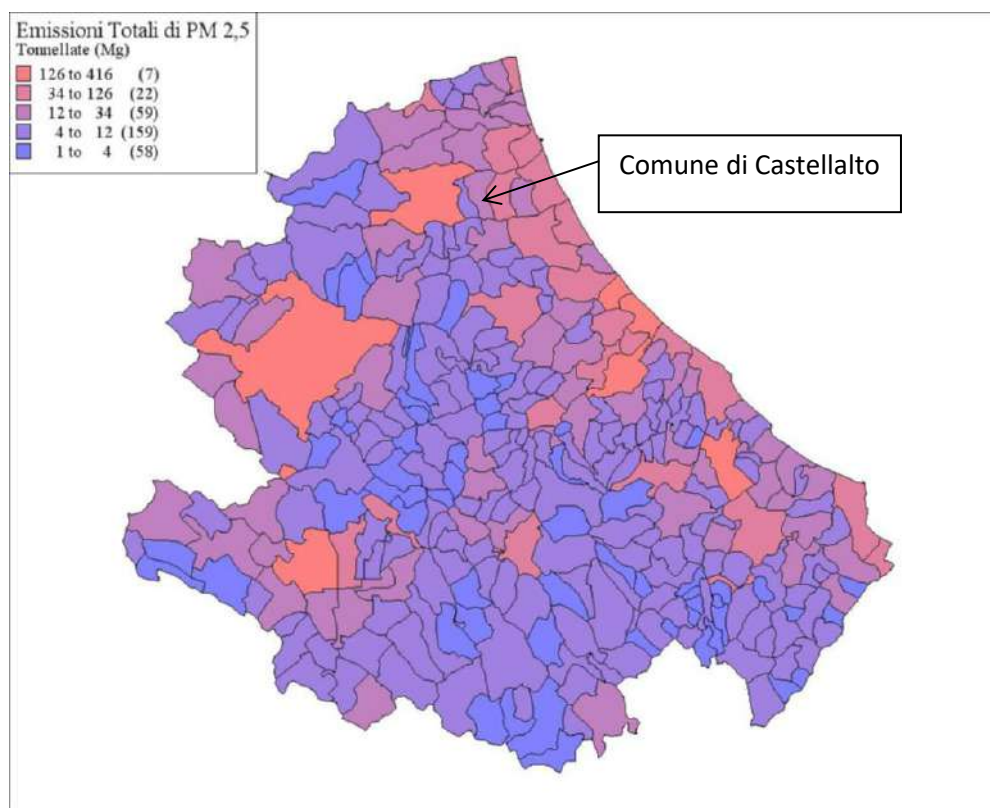 Emissioni Totali di PM 2,5
Tonnellate (Mg)
126 to 416 (7)
34 to 126 (22)
12 to 34 (59)
4 to 12 (159)
1 to 4 (58)
Comune di Castellalto